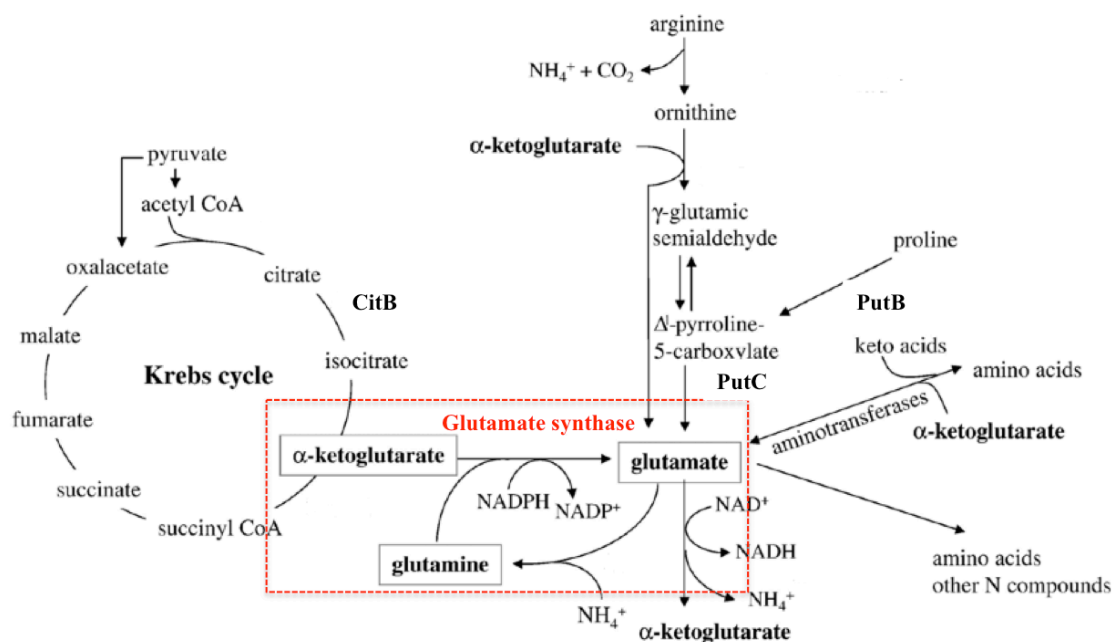 arginine
NH₄⁺ + CO₂
ornithine
α-ketoglutarate
pyruvate
acetyl CoA
γ-glutamic
semialdehyde
proline
oxalacetate
citrate
CitB
PutB
malate
Δˡ-pyrroline-
5-carboxvlate
keto acids
isocitrate
amino acids
Krebs cycle
PutC
fumarate
Glutamate synthase
aminotransferases
α-ketoglutarate
α-ketoglutarate
glutamate
succinate
NADPH
NADP⁺
NAD⁺
succinyl CoA
NADH
glutamine
amino acids
other N compounds
NH₄⁺
NH₄⁺
α-ketoglutarate